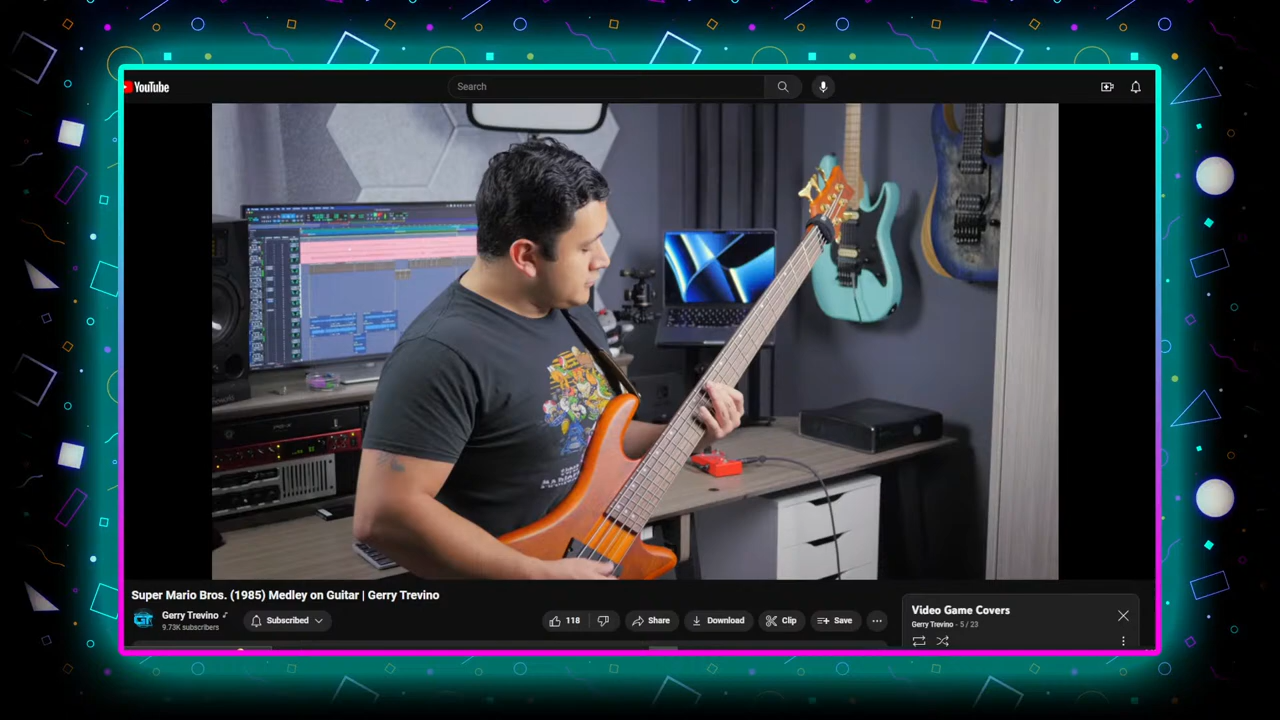 YouTube
Search
Super Mario Bros. (1985) Medley on Guitar | Gerry Trevino
Gerry Trevino
9.73K subscribers
Subscribed
118
Share
Download
Clip
Save
Video Game Covers
Gerry Trevino - 5 / 23